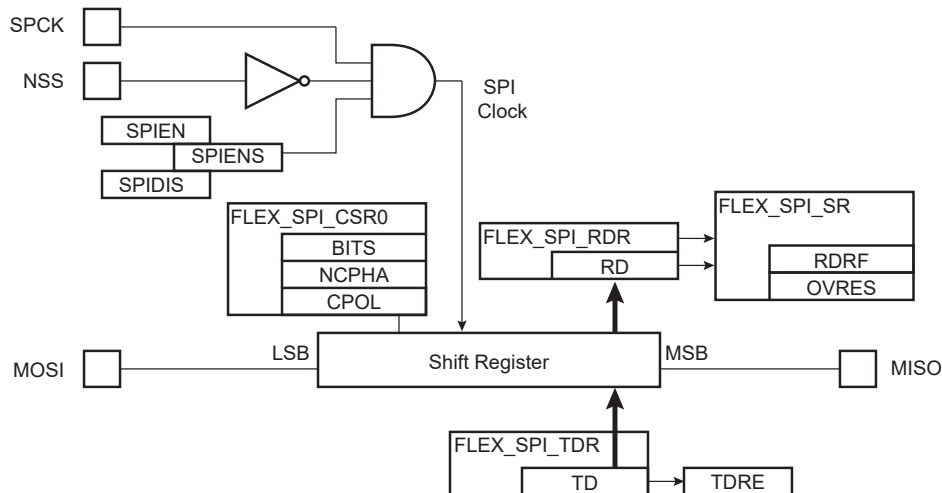 SPCK
NSS
SPI
Clock
SPIEN
SPIENS
SPIDIS
FLEX_SPI_CSR0
BITS
NCPHA
CPOL
FLEX_SPI_RDR
RD
FLEX_SPI_SR
RDRF
OVRES
MOSI
LSB
Shift Register
MSB
MISO
FLEX_SPI_TDR
TD
TDRE